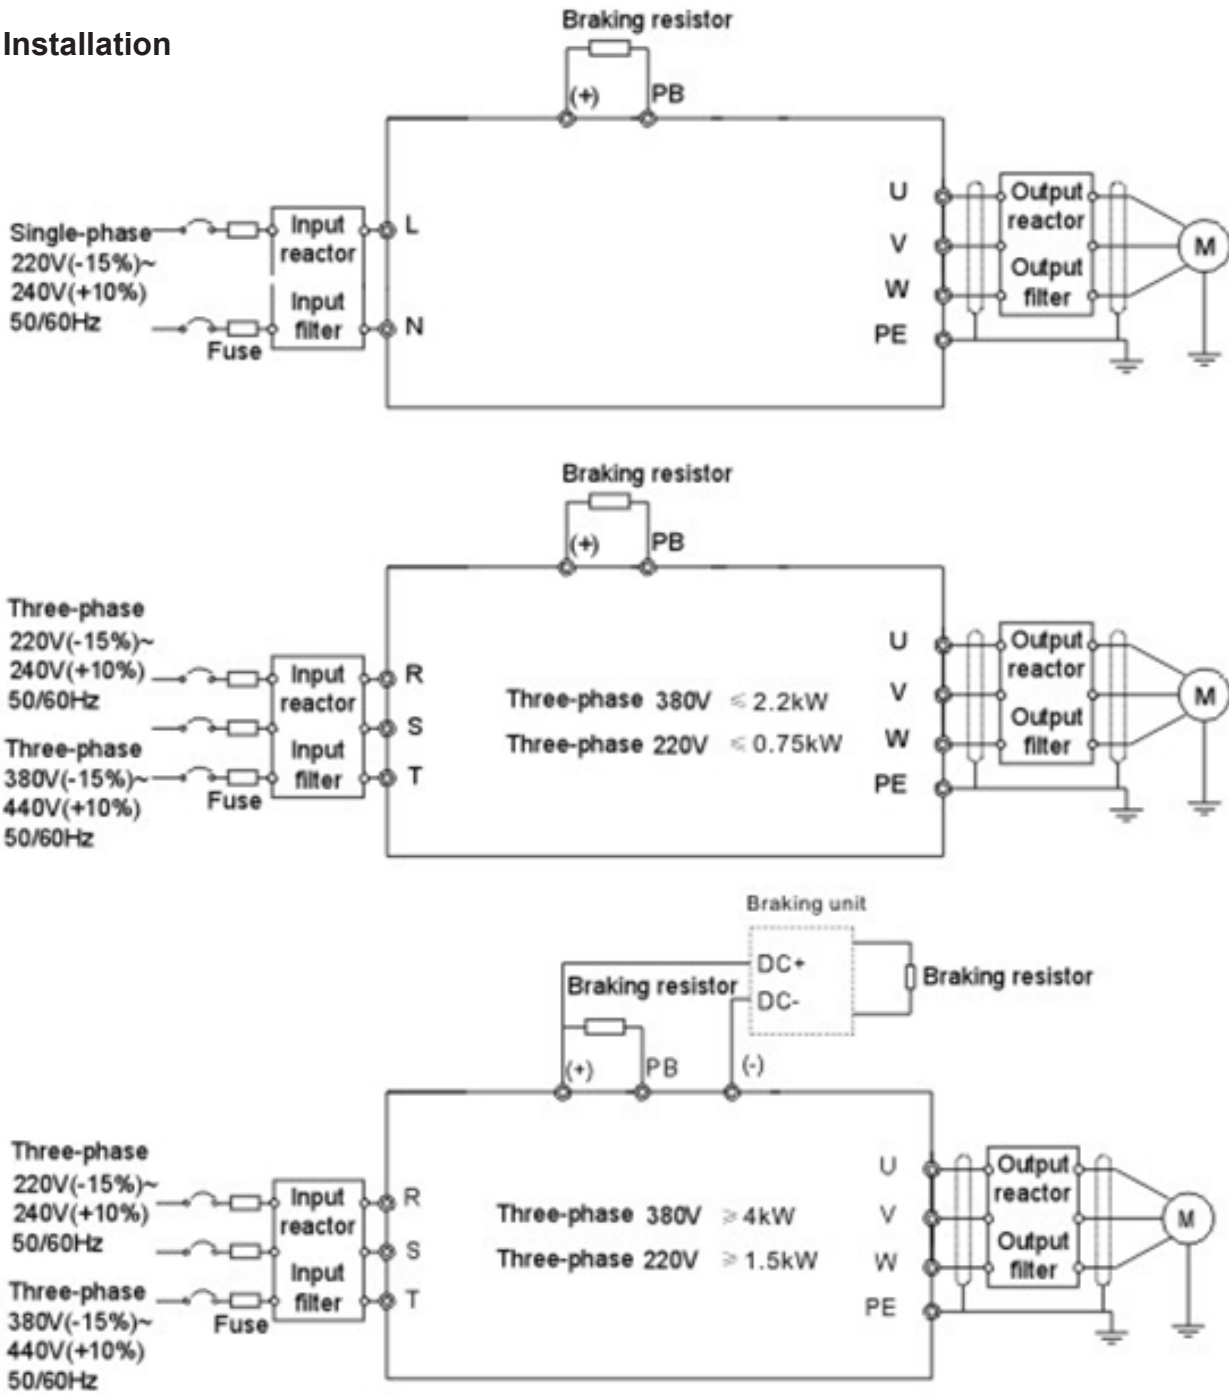 Installation
Braking resistor
(+)
PB
Single-phase
220V(-15%)~
240V(+10%)
50/60Hz
Fuse
Input
reactor
Input
filter
L
N
U
V
W
PE
Output
reactor
Output
filter
M
Braking resistor
(+)
PB
Three-phase
220V(-15%)~
240V(+10%)
50/60Hz
Three-phase
380V(-15%)~
440V(+10%)
50/60Hz
Fuse
Input
reactor
Input
filter
R
S
T
Three-phase 380V ≤ 2.2kW
Three-phase 220V ≤ 0.75kW
U
V
W
PE
Output
reactor
Output
filter
M
Braking unit
DC+
DC-
Braking resistor
Braking resistor
(+)
PB
(-)
Three-phase
220V(-15%)~
240V(+10%)
50/60Hz
Three-phase
380V(-15%)~
440V(+10%)
50/60Hz
Fuse
Input
reactor
Input
filter
R
S
T
Three-phase 380V ≥ 4kW
Three-phase 220V ≥ 1.5kW
U
V
W
PE
Output
reactor
Output
filter
M